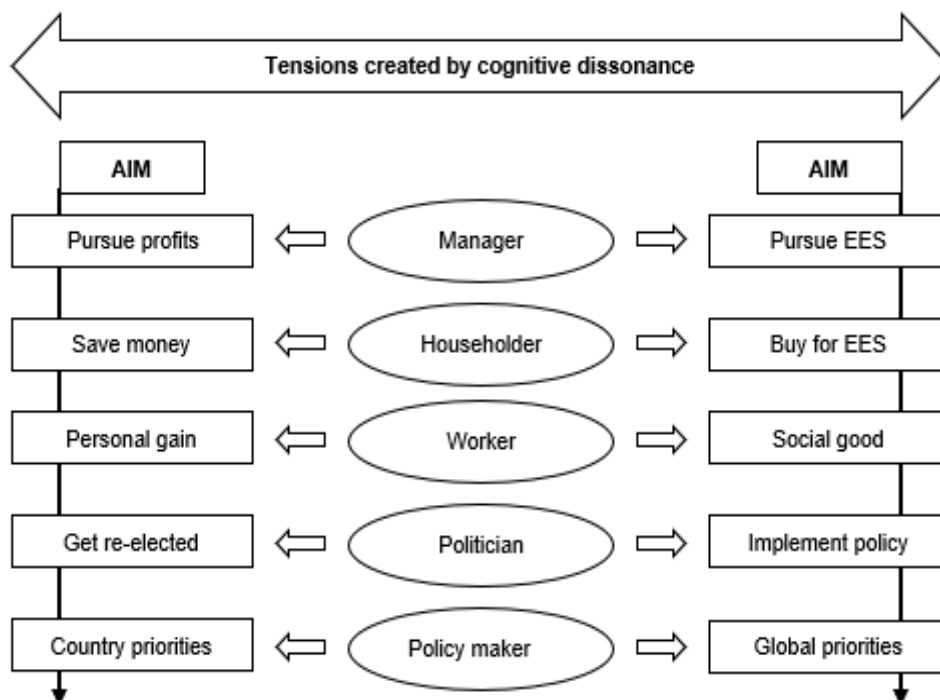 Tensions created by cognitive dissonance
AIM AIM
Pursue profits Manager Pursue EES
Save money Householder Buy for EES
Personal gain Worker Social good
Get re-elected Politician Implement policy
Country priorities Policy maker Global priorities